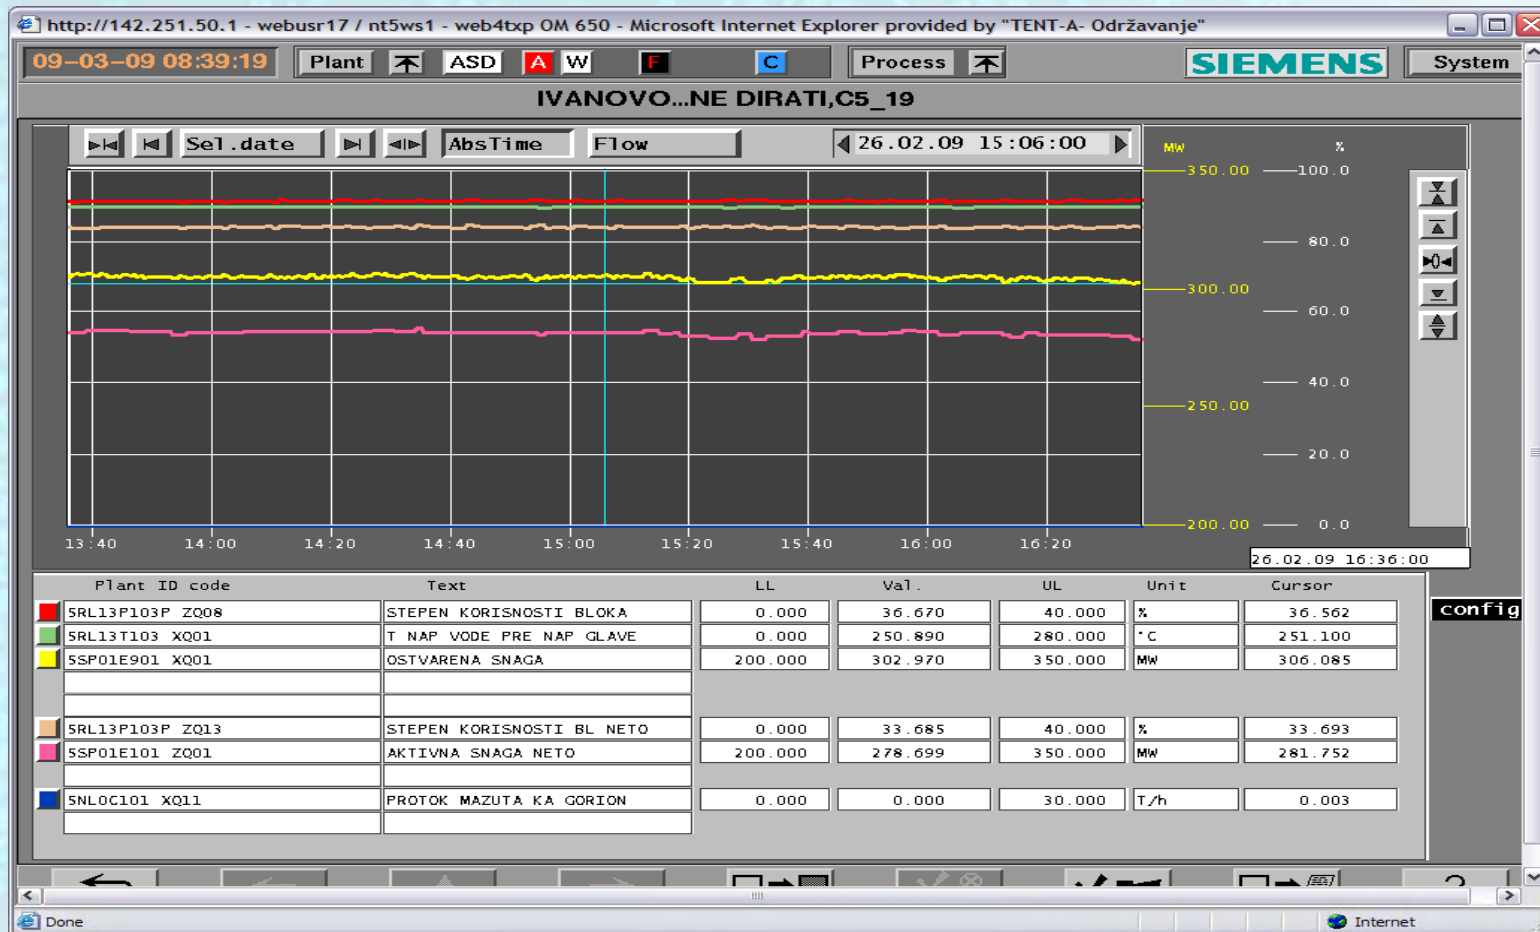 http://142.251.50.1 - webusr17 / nt5ws1 - web4txp OM 650 - Microsoft Internet Explorer provided by "TENT-A- Održavanje"
09-03-09 08:39:19 Plant ASD A W F C Process SIEMENS System
IVANOVO...NE DIRATI,C5_19
Sel.date AbsTime Flow 26.02.09 15:06:00 MW %
350.00 100.0
80.0
0
300.00
60.0
40.0
250.00
20.0
200.00 0.0
13:40 14:00 14:20 14:40 15:00 15:20 15:40 16:00 16:20
26.02.09 16:36:00
Plant ID code Text LL Val. UL Unit Cursor
5RL13P103P ZQ08 STEPEN KORISNOSTI BLOKA 0.000 36.670 40.000 % 36.562
config
5RL13T103 XQ01 T NAP VODE PRE NAP GLAVE 0.000 250.890 280.000 °C 251.100
5SP01E901 XQ01 OSTVARENA SNAGA 200.000 302.970 350.000 MW 306.085
5RL13P103P ZQ13 STEPEN KORISNOSTI BL NETO 0.000 33.685 40.000 % 33.693
5SP01E101 ZQ01 AKTIVNA SNAGA NETO 200.000 278.699 350.000 MW 281.752
5NL0C101 XQ11 PROTOK MAZUTA KA GORION 0.000 0.000 30.000 T/h 0.003
?
Done Internet